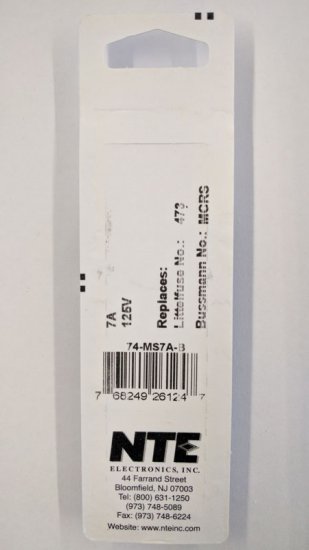 7A
125V
Replaces:
Littelfuse No.: 473
Bussmann No.: MCRS
74-MS7A-B
7 68249 26124 7
NTE
ELECTRONICS, INC.
44 Farrand Street
Bloomfield, NJ 07003
Tel: (800) 631-1250
(973) 748-5089
Fax: (973) 748-6224
Website: www.nteinc.com